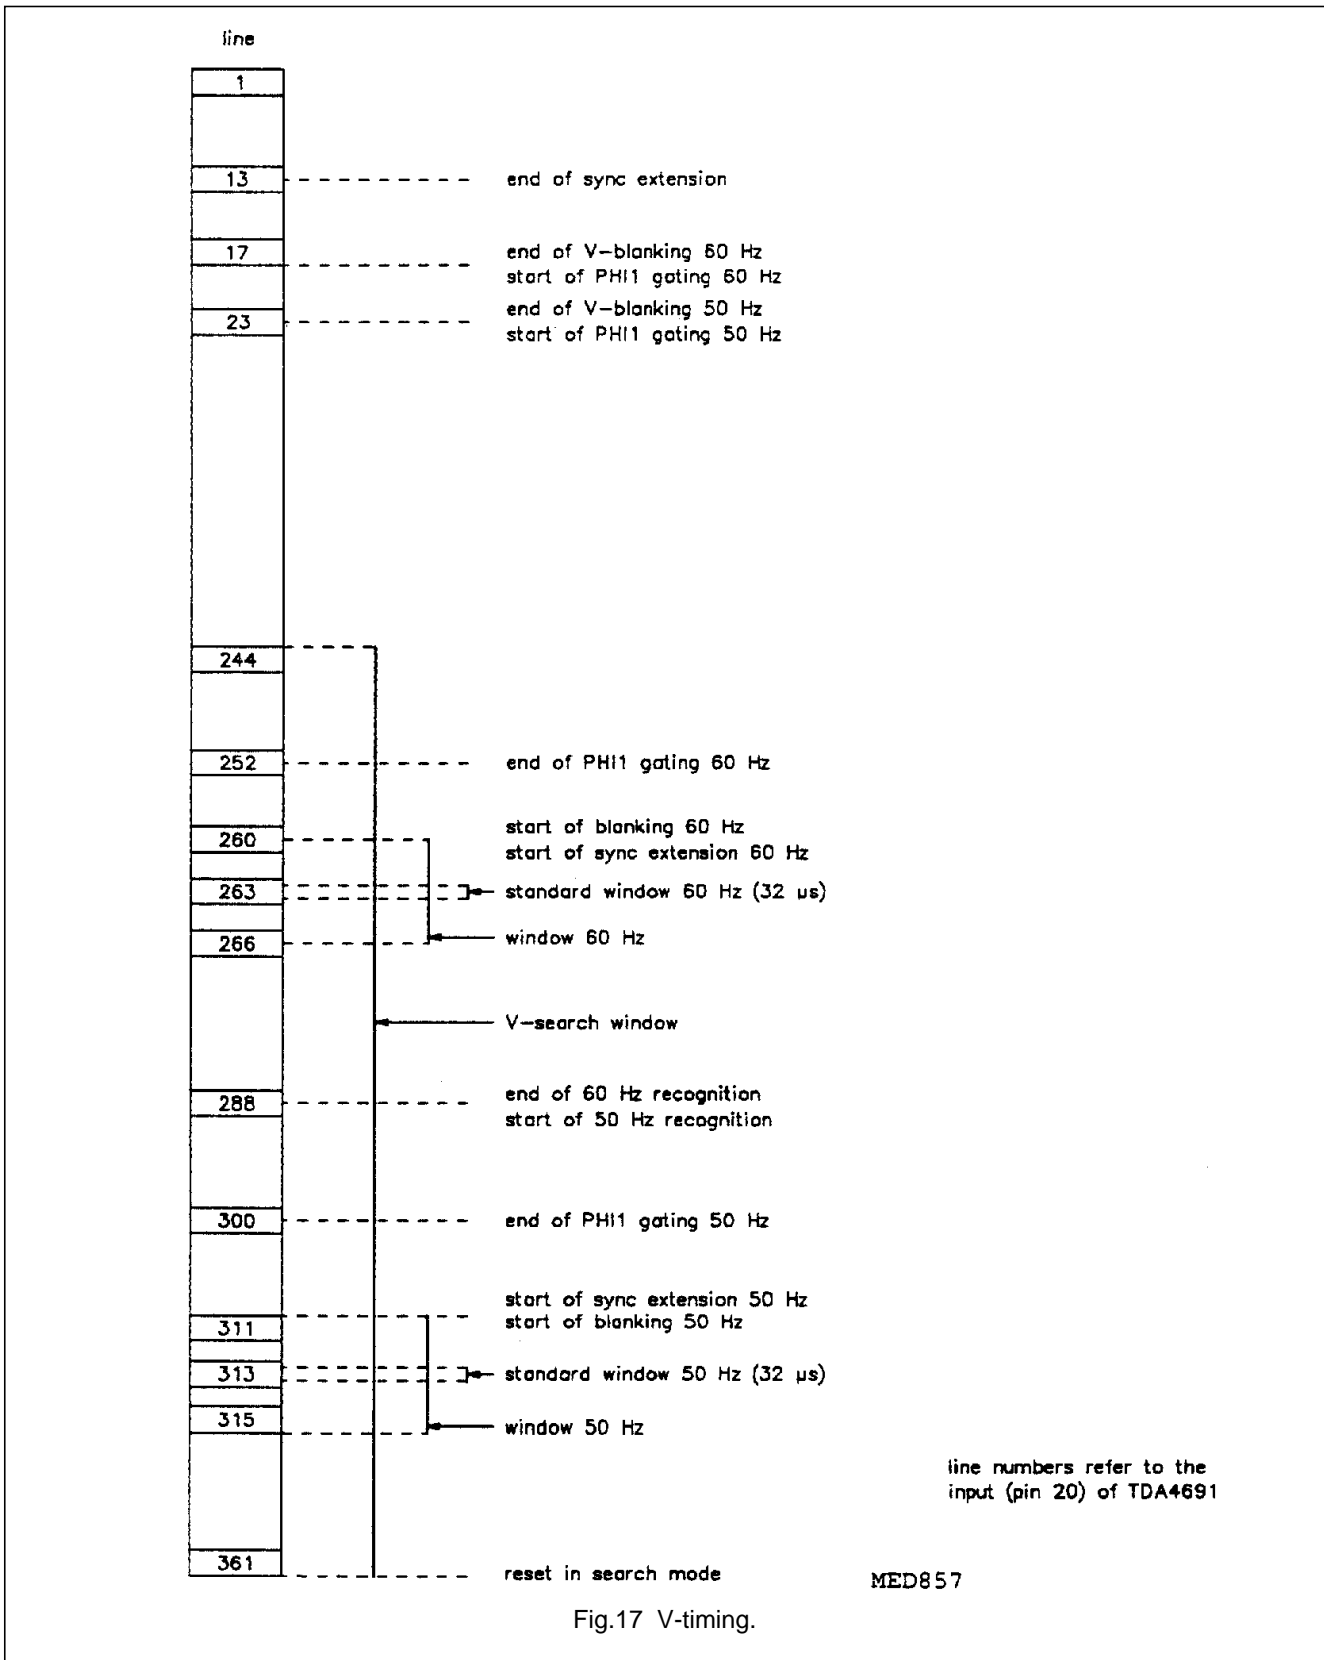 line
1
13 end of sync extension
17 end of V-blanking 60 Hz
start of PHI1 gating 60 Hz
end of V-blanking 50 Hz
23
start of PHI1 gating 50 Hz
244
252 end of PHI1 gating 60 Hz
start of blanking 60 Hz
260
start of sync extension 60 Hz
263 standard window 60 Hz (32 µs)
266 window 60 Hz
V-search window
end of 60 Hz recognition
288
start of 50 Hz recognition
300 end of PHI1 gating 50 Hz
start of sync extension 50 Hz
311 start of blanking 50 Hz
313 standard window 50 Hz (32 µs)
315 window 50 Hz
line numbers refer to the
input (pin 20) of TDA4691
361 reset in search mode
MED857
Fig.17 V-timing.